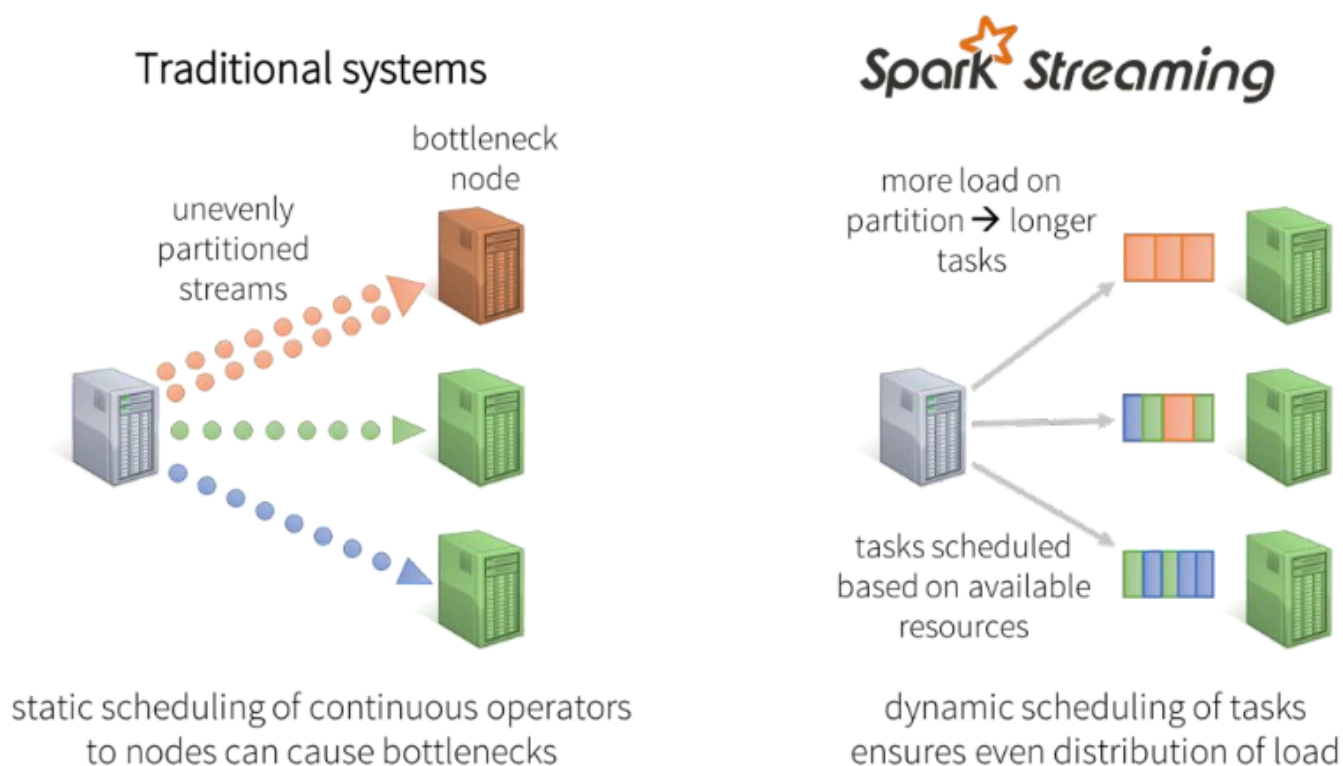 Traditional systems
bottleneck
node
unevenly
partitioned
streams
static scheduling of continuous operators
to nodes can cause bottlenecks
Spark Streaming
more load on
partition → longer
tasks
tasks scheduled
based on available
resources
dynamic scheduling of tasks
ensures even distribution of load